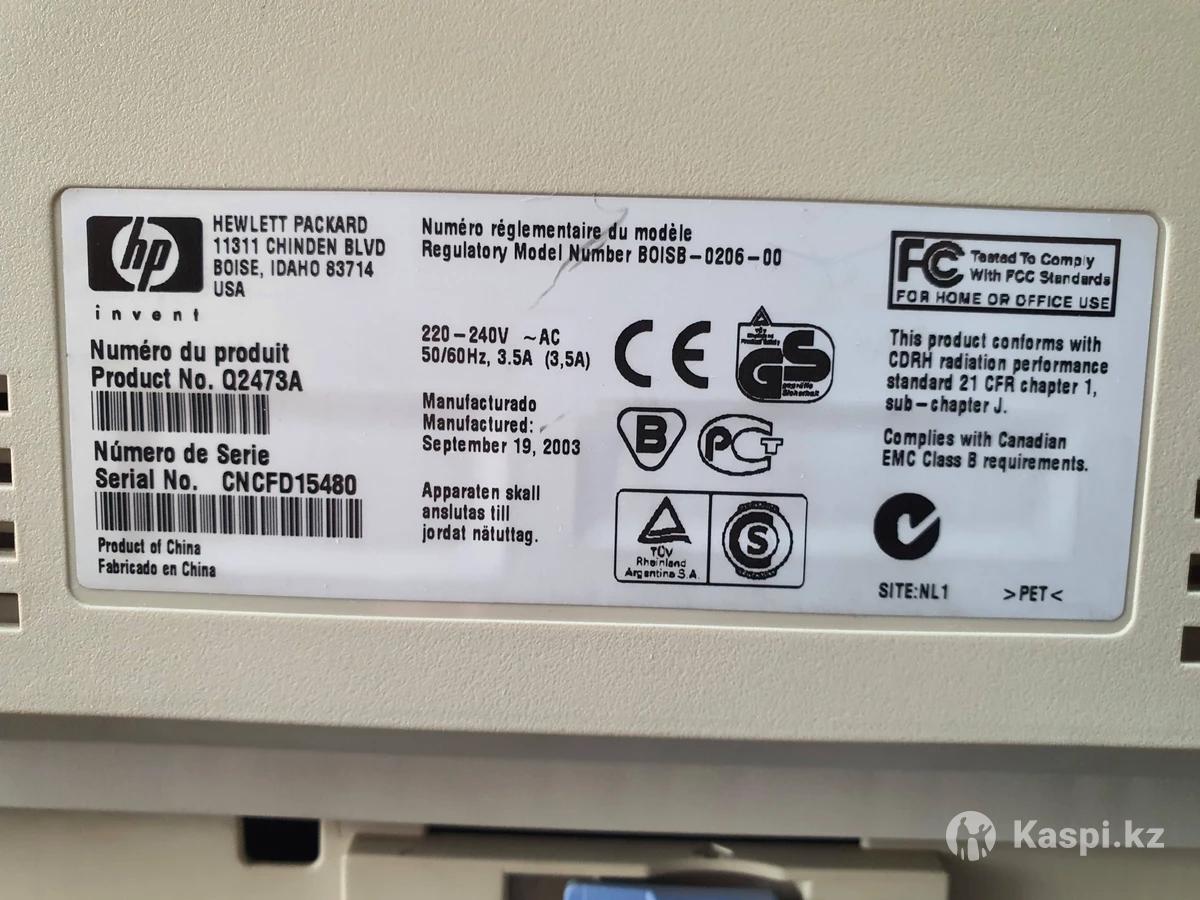 hp
invent
HEWLETT PACKARD
11311 CHINDEN BLVD
BOISE, IDAHO 83714
USA
Numéro du produit
Product No. Q2473A
Número de Serie
Serial No. CNCFD15480
Product of China
Fabricado en China
Numéro réglementaire du modèle
Regulatory Model Number BOISB-0206-00
220-240V ~AC
50/60Hz, 3.5A (3,5A)
Manufacturado
Manufactured:
September 19, 2003
Apparaten skall
anslutas till
jordat nätuttag.
CE
GS
geprüfte
Sicherheit
B
PCT
TÜV
Rheinland
Argentina S.A.
S
FC Tested To Comply
With FCC Standards
FOR HOME OR OFFICE USE
This product conforms with
CDRH radiation performance
standard 21 CFR chapter 1,
sub-chapter J.
Complies with Canadian
EMC Class B requirements.
SITE:NL1 >PET<
Kaspi.kz